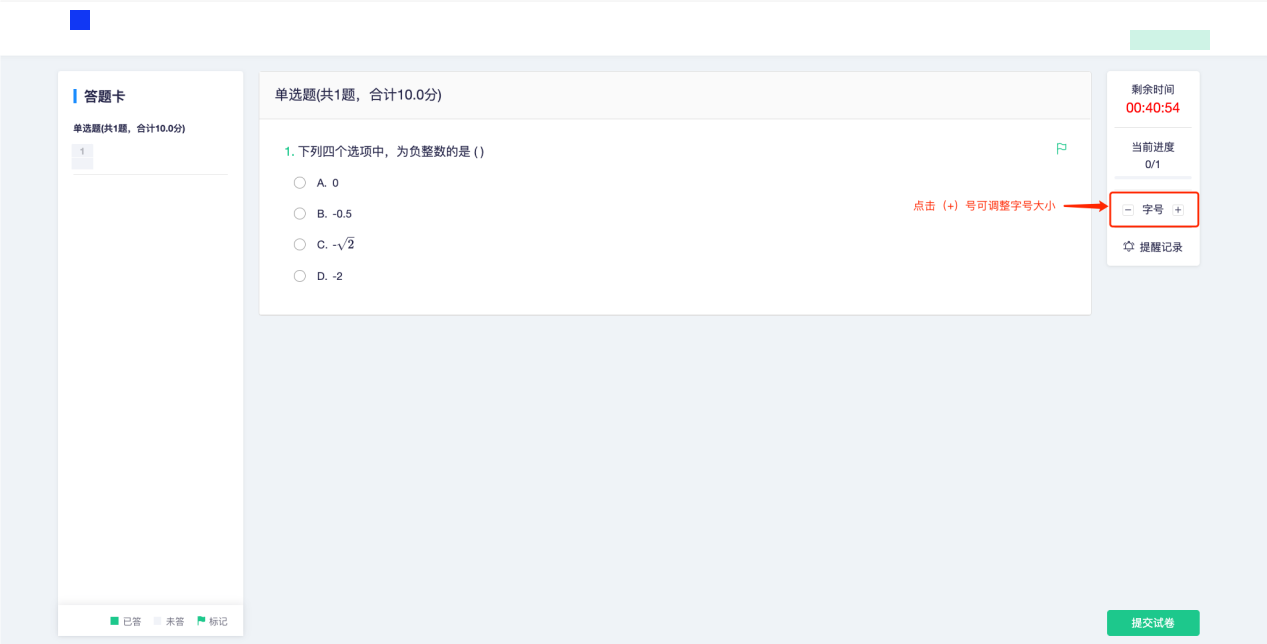 答题卡
单选题(共1题，合计10.0分)
1
已答 未答 标记
单选题(共1题，合计10.0分)
1. 下列四个选项中，为负整数的是 ( )
A. 0
B. -0.5
C. -√2
D. -2
点击（+）号可调整字号大小
剩余时间
00:40:54
当前进度
0/1
− 字号 +
提醒记录
提交试卷